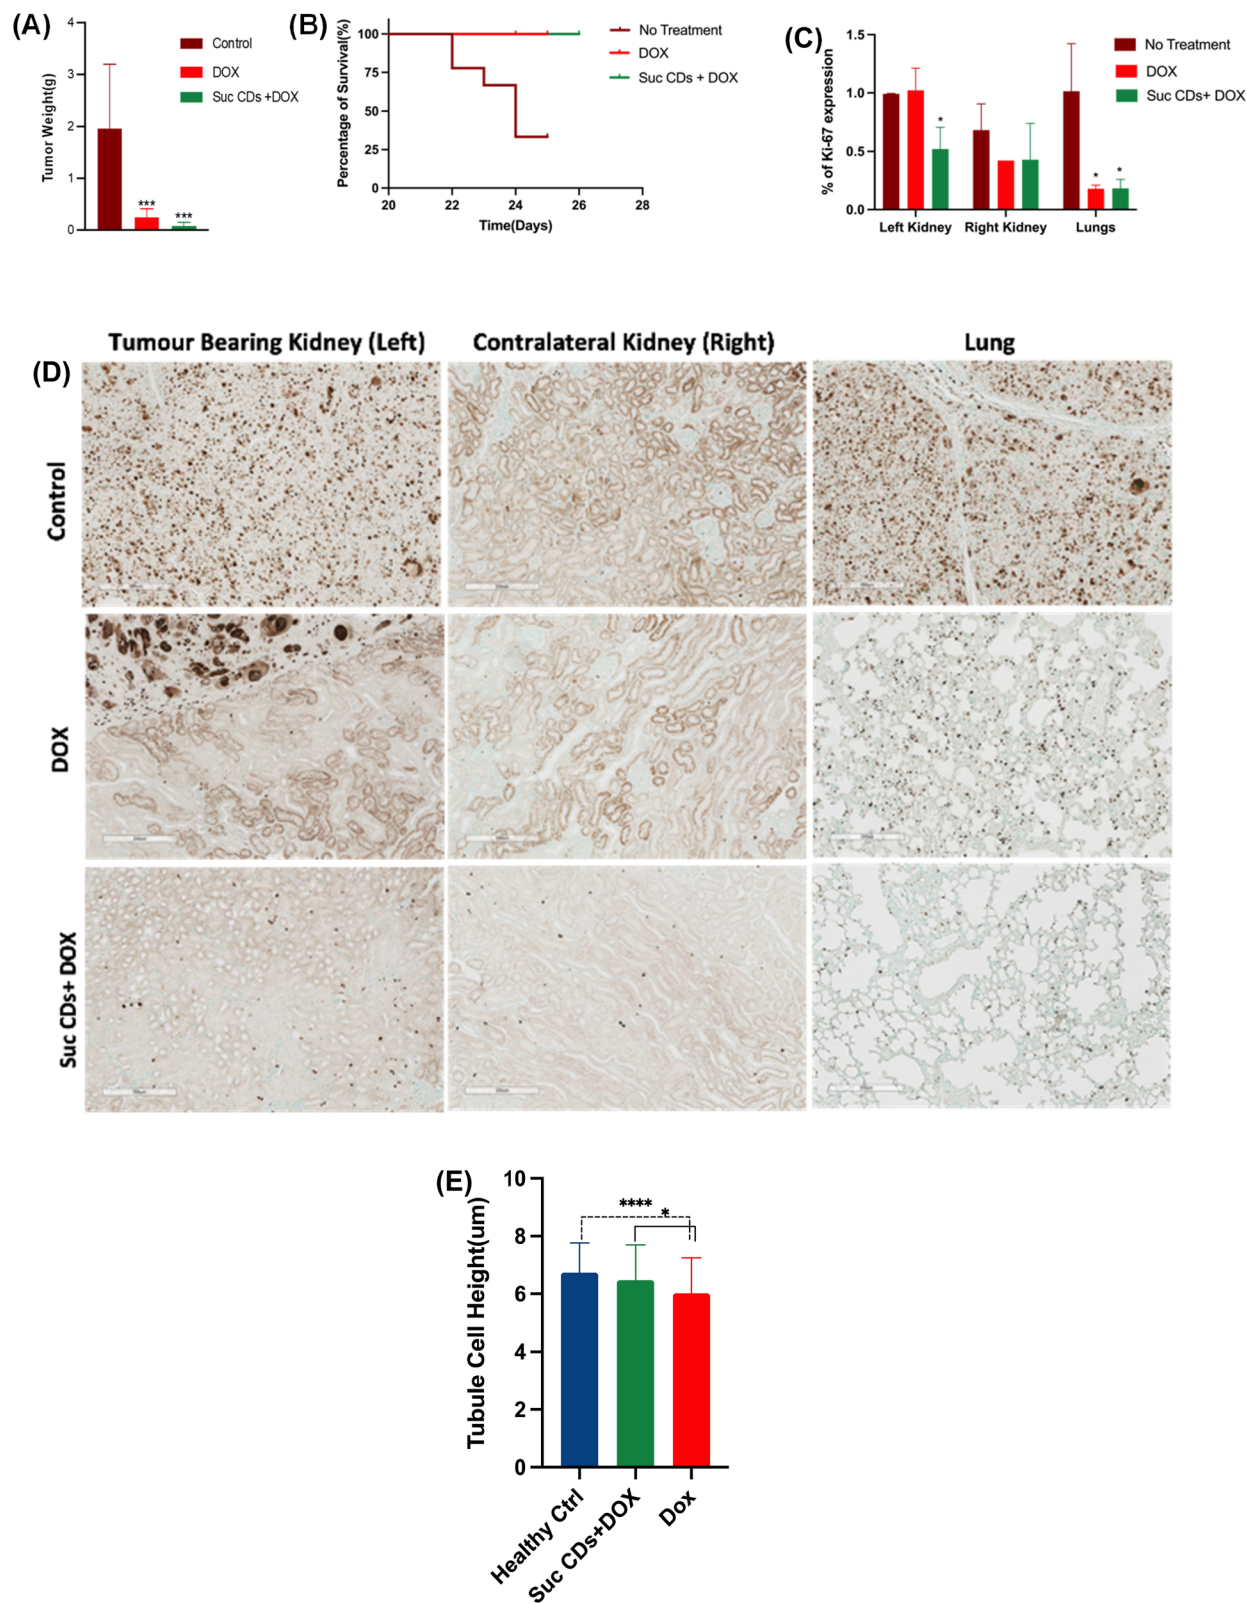 (A)
Tumor Weight(g)
4
3
2
1
0
***
***
Control
DOX
Suc CDs +DOX
(B)
Percentage of Survival(%)
100
75
50
25
0
20 22 24 26 28
Time(Days)
No Treatment
DOX
Suc CDs + DOX
(C)
% of Ki-67 expression
1.5
1.0
0.5
0.0
*
*
*
Left Kidney Right Kidney Lungs
No Treatment
DOX
Suc CDs+ DOX
(D)
Tumour Bearing Kidney (Left) Contralateral Kidney (Right) Lung
Control
DOX
Suc CDs+ DOX
(E)
Tubule Cell Height(um)
10
8
6
4
2
0
****
*
Healthy Ctrl
Suc CDs+DOX
Dox